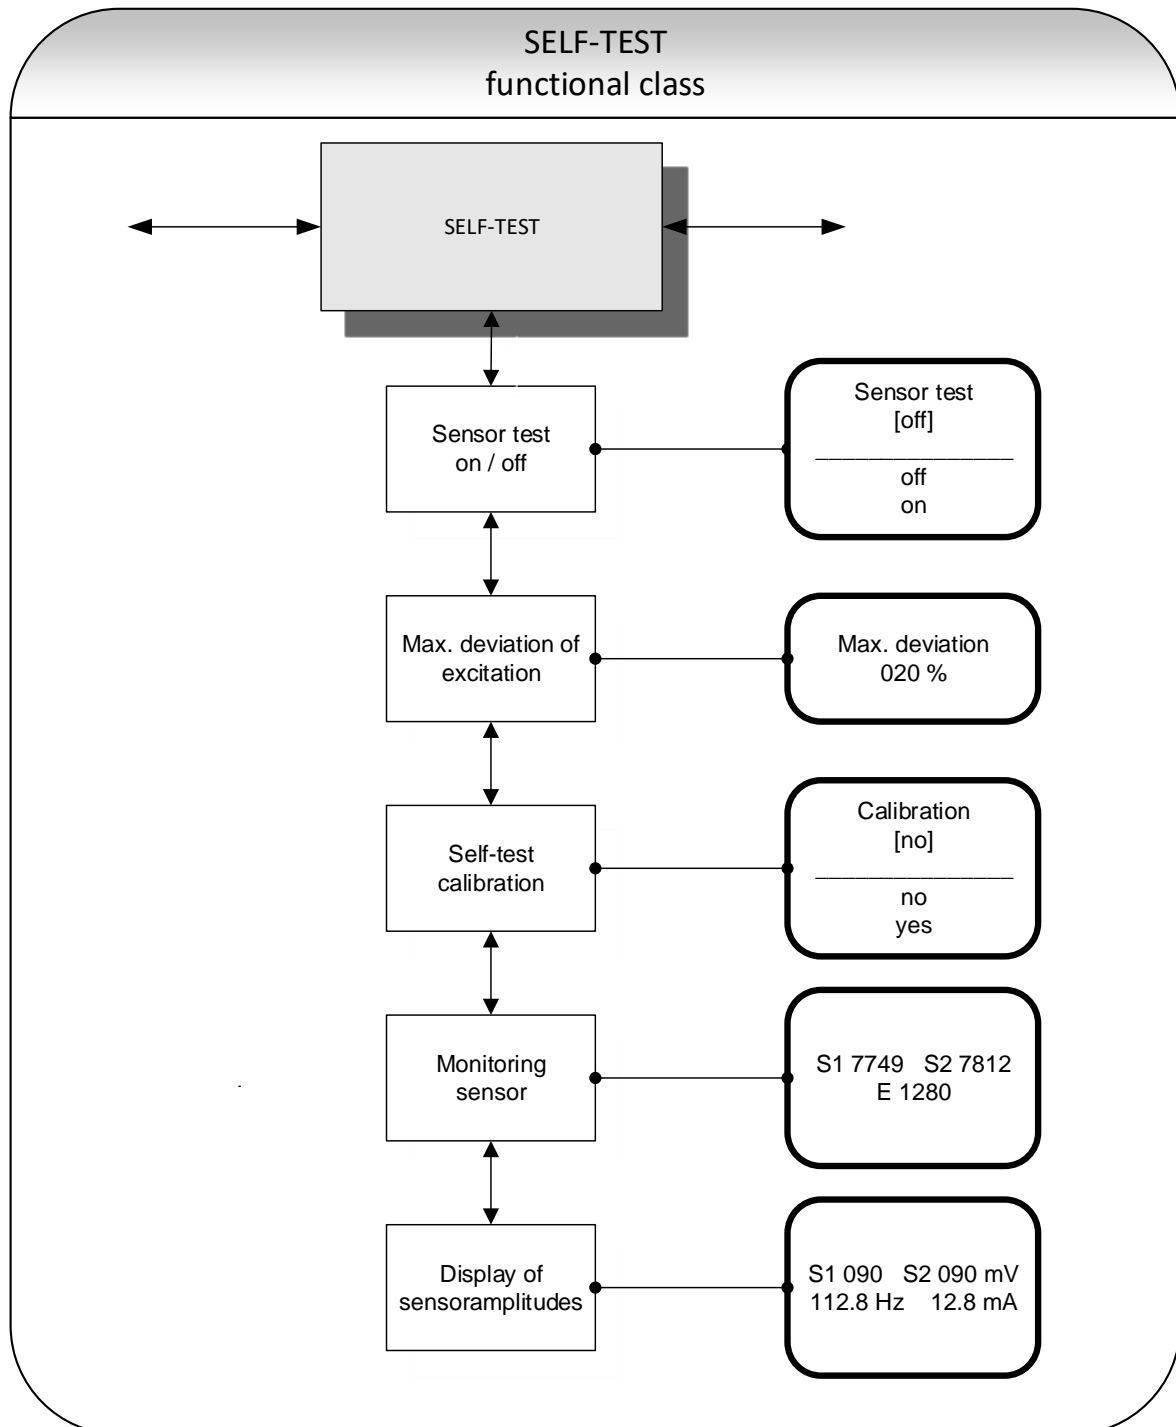 SELF-TEST
functional class
SELF-TEST
Sensor test
on / off
Sensor test
[off]
_______________
off
on
Max. deviation of
excitation
Max. deviation
020 %
Self-test
calibration
Calibration
[no]
_______________
no
yes
Monitoring
sensor
S1 7749 S2 7812
E 1280
Display of
sensoramplitudes
S1 090 S2 090 mV
112.8 Hz 12.8 mA